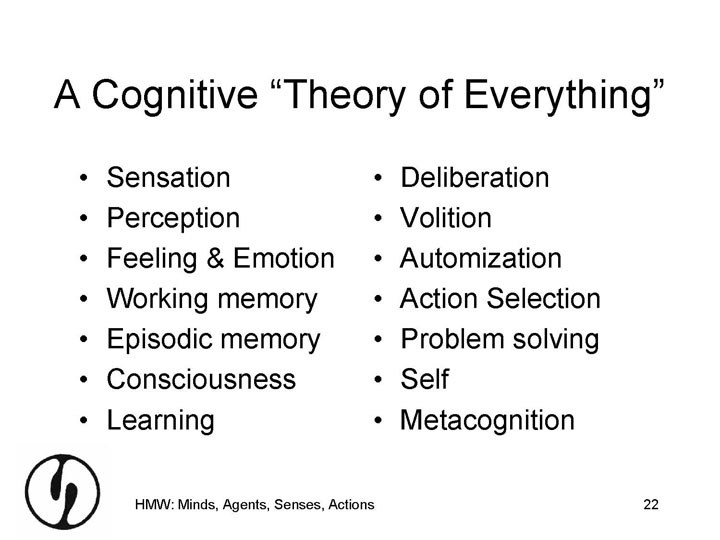 A Cognitive “Theory of Everything”
• Sensation
• Perception
• Feeling & Emotion
• Working memory
• Episodic memory
• Consciousness
• Learning
• Deliberation
• Volition
• Automization
• Action Selection
• Problem solving
• Self
• Metacognition
HMW: Minds, Agents, Senses, Actions
22